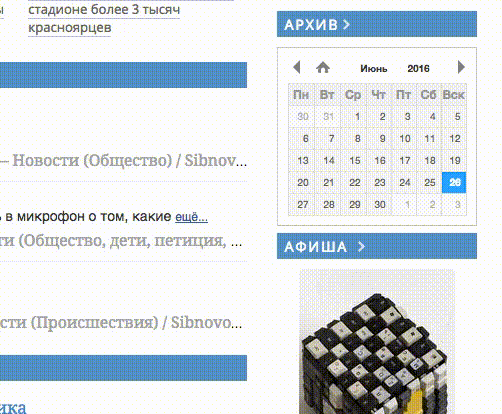 стадионе более 3 тысяч
красноярцев
– Новости (Общество) / Sibnov...
в микрофон о том, какие ещё...
ти (Общество, дети, петиция, ...
сти (Происшествия) / Sibnovo...
ика
АРХИВ >
Июнь 2016
Пн Вт Ср Чт Пт Сб Вск
30 31 1 2 3 4 5
6 7 8 9 10 11 12
13 14 15 16 17 18 19
20 21 22 23 24 25 26
27 28 29 30 1 2 3
АФИША >